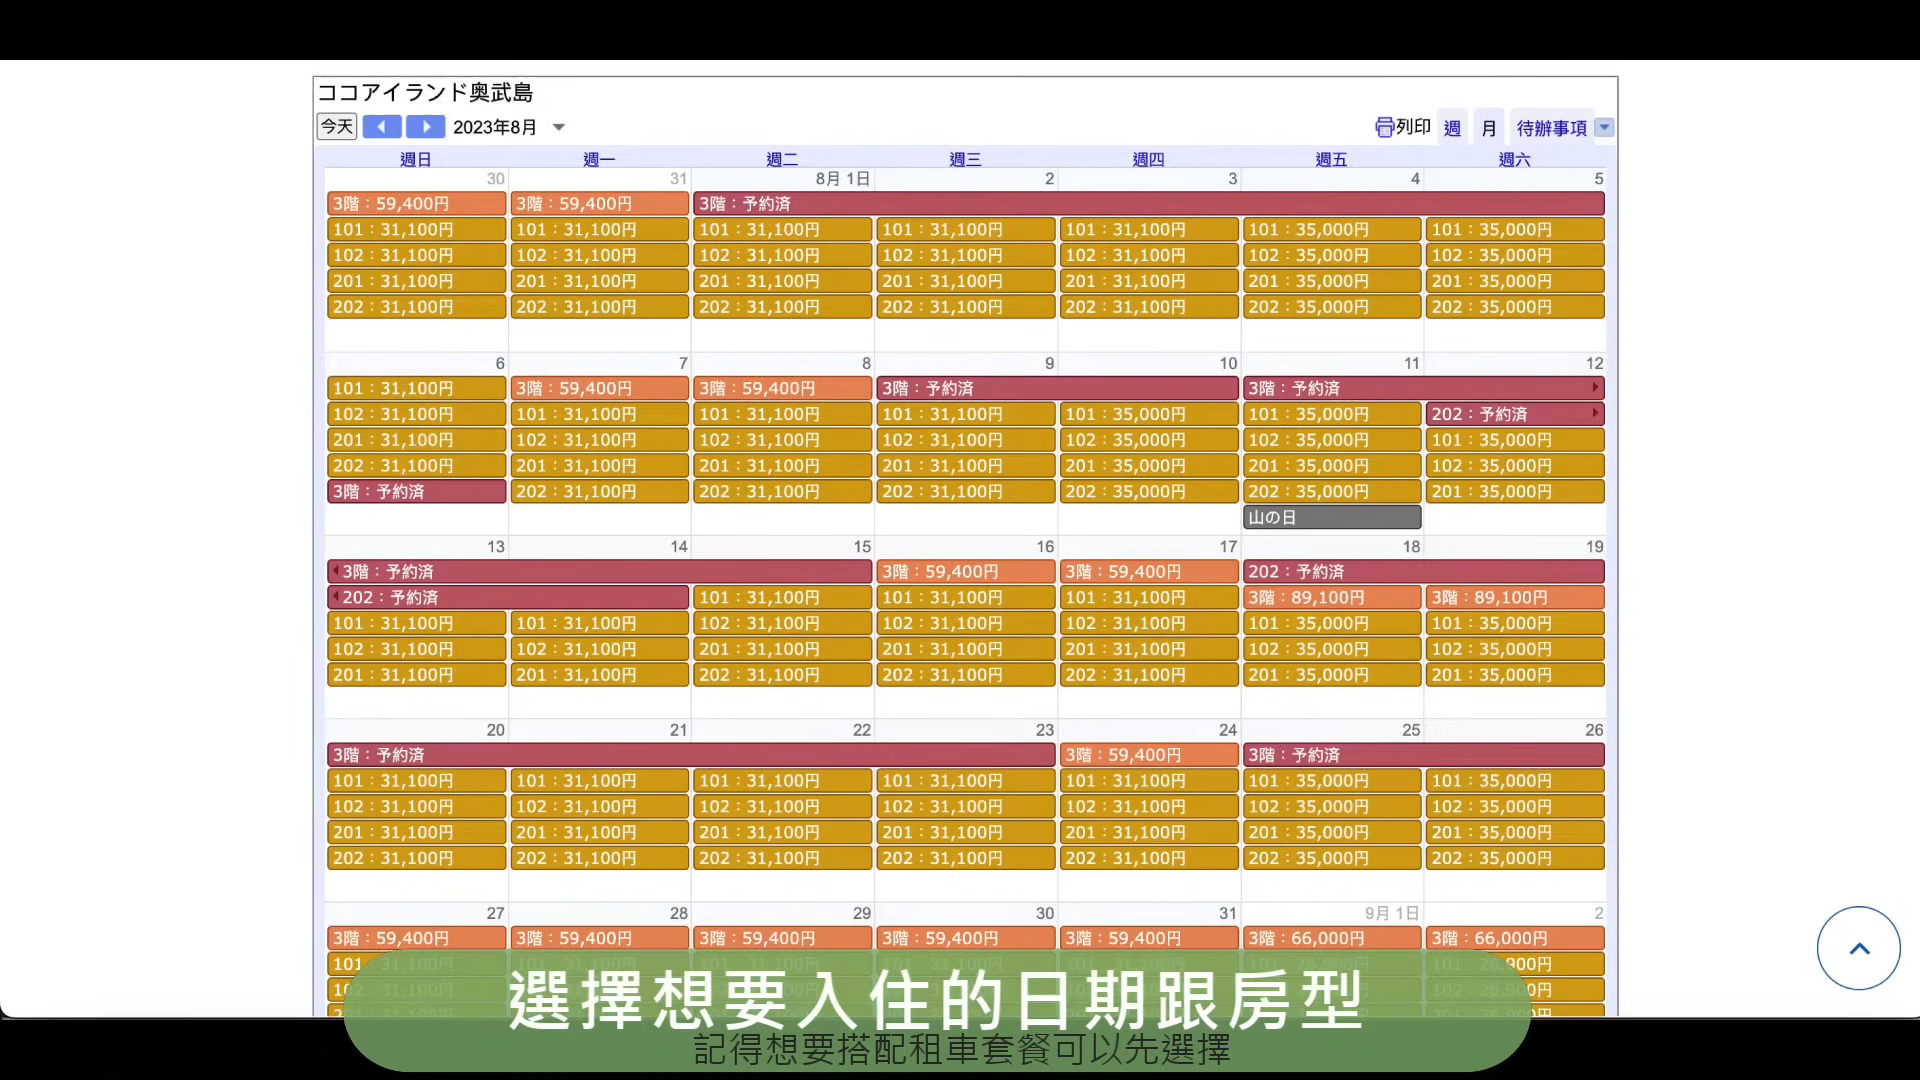 ココアイランド奥武島
今天 2023年8月 列印 週 月 待辦事項
週日 週一 週二 週三 週四 週五 週六
30 31 8月 1日 2 3 4 5
3階:59,400円 3階:59,400円 3階:予約済
101:31,100円 101:31,100円 101:31,100円 101:31,100円 101:31,100円 101:35,000円 101:35,000円
102:31,100円 102:31,100円 102:31,100円 102:31,100円 102:31,100円 102:35,000円 102:35,000円
201:31,100円 201:31,100円 201:31,100円 201:31,100円 201:31,100円 201:35,000円 201:35,000円
202:31,100円 202:31,100円 202:31,100円 202:31,100円 202:31,100円 202:35,000円 202:35,000円
6 7 8 9 10 11 12
101:31,100円 3階:59,400円 3階:59,400円 3階:予約済 3階:予約済
102:31,100円 101:31,100円 101:31,100円 101:31,100円 101:35,000円 101:35,000円 202:予約済
201:31,100円 102:31,100円 102:31,100円 102:31,100円 102:35,000円 102:35,000円 101:35,000円
202:31,100円 201:31,100円 201:31,100円 201:31,100円 201:35,000円 201:35,000円 102:35,000円
3階:予約済 202:31,100円 202:31,100円 202:31,100円 202:35,000円 202:35,000円 201:35,000円
山の日
13 14 15 16 17 18 19
3階:予約済 3階:59,400円 3階:59,400円 202:予約済
202:予約済 101:31,100円 101:31,100円 101:31,100円 3階:89,100円 3階:89,100円
101:31,100円 101:31,100円 102:31,100円 102:31,100円 102:31,100円 101:35,000円 101:35,000円
102:31,100円 102:31,100円 201:31,100円 201:31,100円 201:31,100円 102:35,000円 102:35,000円
201:31,100円 201:31,100円 202:31,100円 202:31,100円 202:31,100円 201:35,000円 201:35,000円
20 21 22 23 24 25 26
3階:予約済 3階:59,400円 3階:予約済
101:31,100円 101:31,100円 101:31,100円 101:31,100円 101:31,100円 101:35,000円 101:35,000円
102:31,100円 102:31,100円 102:31,100円 102:31,100円 102:31,100円 102:35,000円 102:35,000円
201:31,100円 201:31,100円 201:31,100円 201:31,100円 201:31,100円 201:35,000円 201:35,000円
202:31,100円 202:31,100円 202:31,100円 202:31,100円 202:31,100円 202:35,000円 202:35,000円
27 28 29 30 31 9月 1日 2
3階:59,400円 3階:59,400円 3階:59,400円 3階:59,400円 3階:59,400円 3階:66,000円 3階:66,000円
選擇想要入住的日期跟房型
記得想要搭配租車套餐可以先選擇